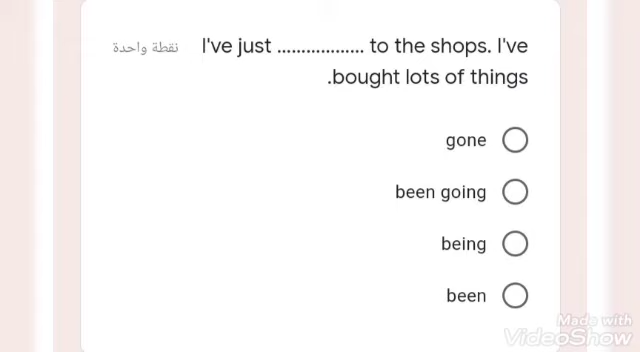 I've just .................. to the shops. I've نقطة واحدة
.bought lots of things
gone
been going
being
been
Made with
VideoShow